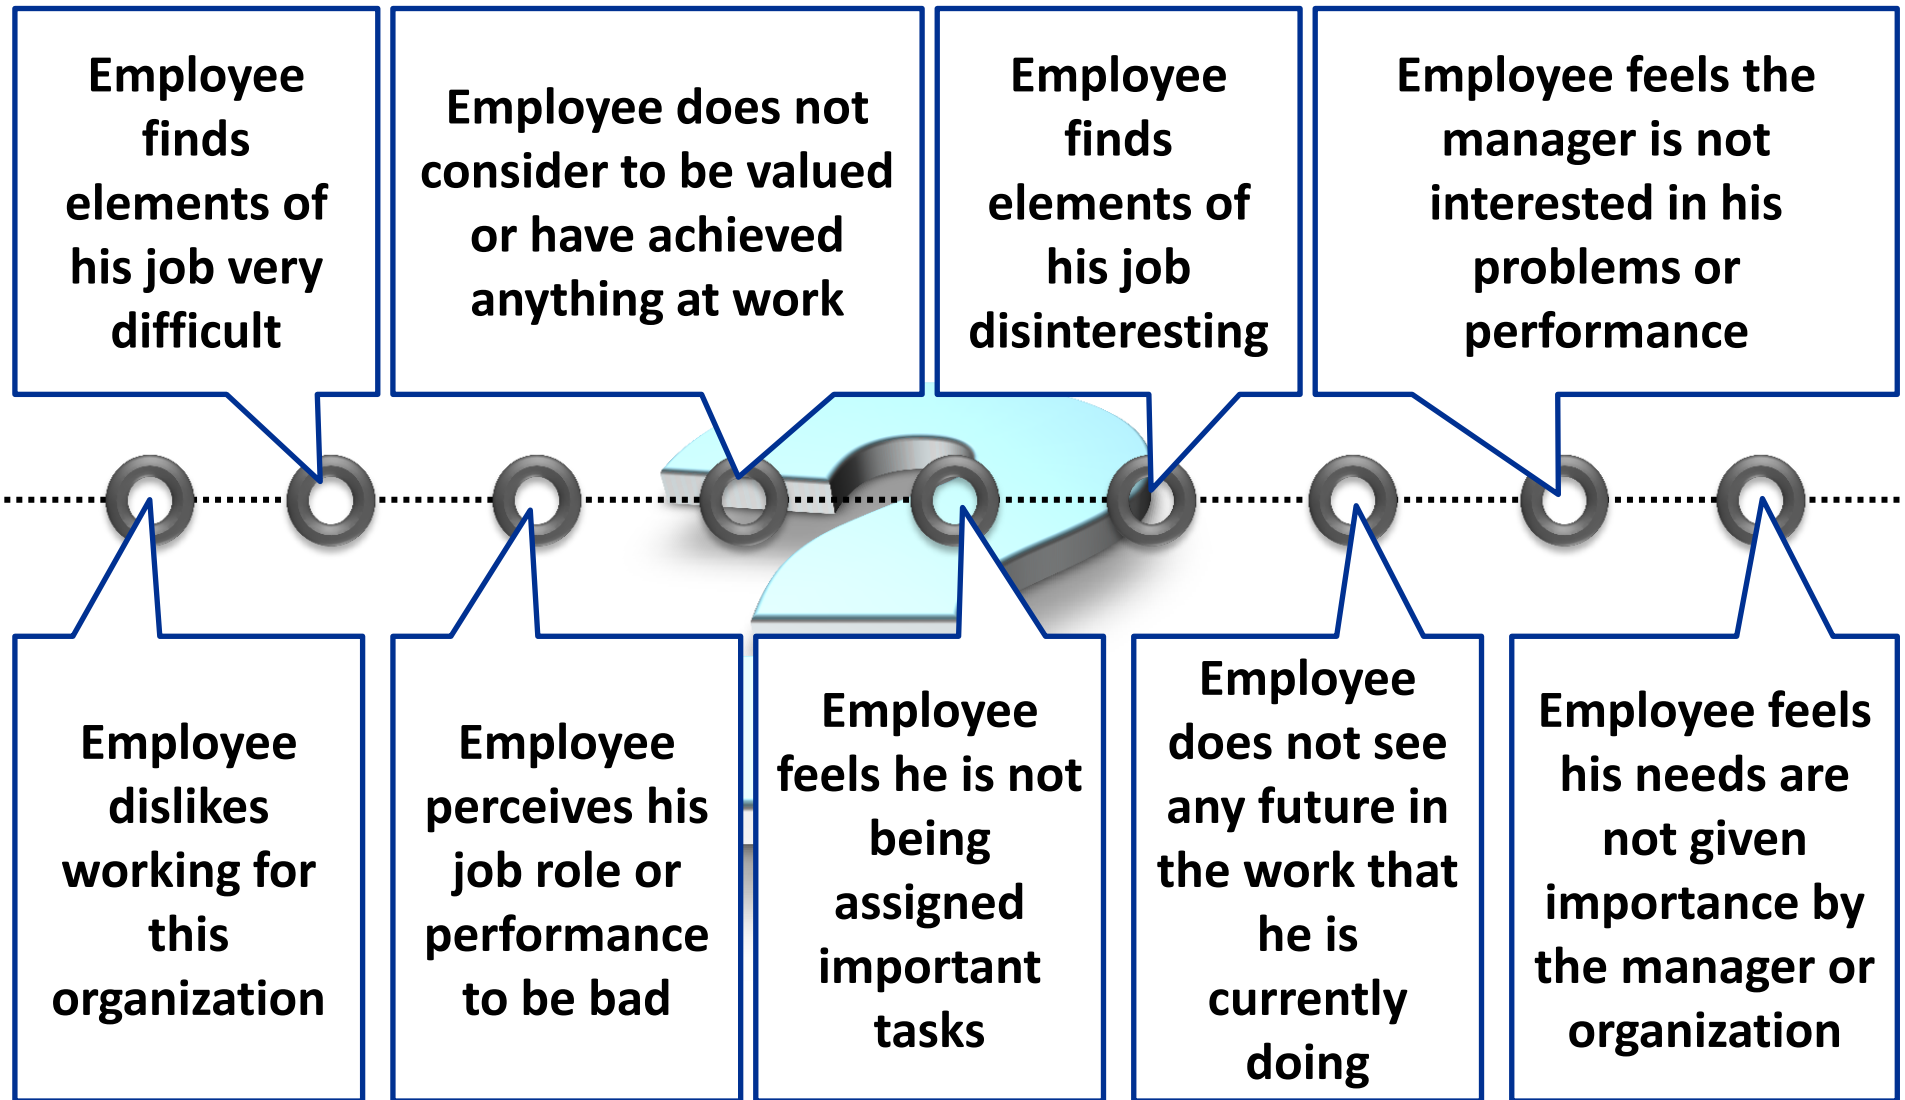 Employee
finds
elements of
his job very
difficult
Employee does not
consider to be valued
or have achieved
anything at work
Employee
finds
elements of
his job
disinteresting
Employee feels the
manager is not
interested in his
problems or
performance
Employee
dislikes
working for
this
organization
Employee
perceives his
job role or
performance
to be bad
Employee
feels he is not
being
assigned
important
tasks
Employee
does not see
any future in
the work that
he is
currently
doing
Employee feels
his needs are
not given
importance by
the manager or
organization